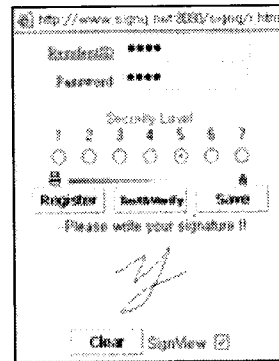 Password ●●●●
Security Level
1 2 3 4 5 6 7
Register Save
Please write your signature !!
Clear SignView